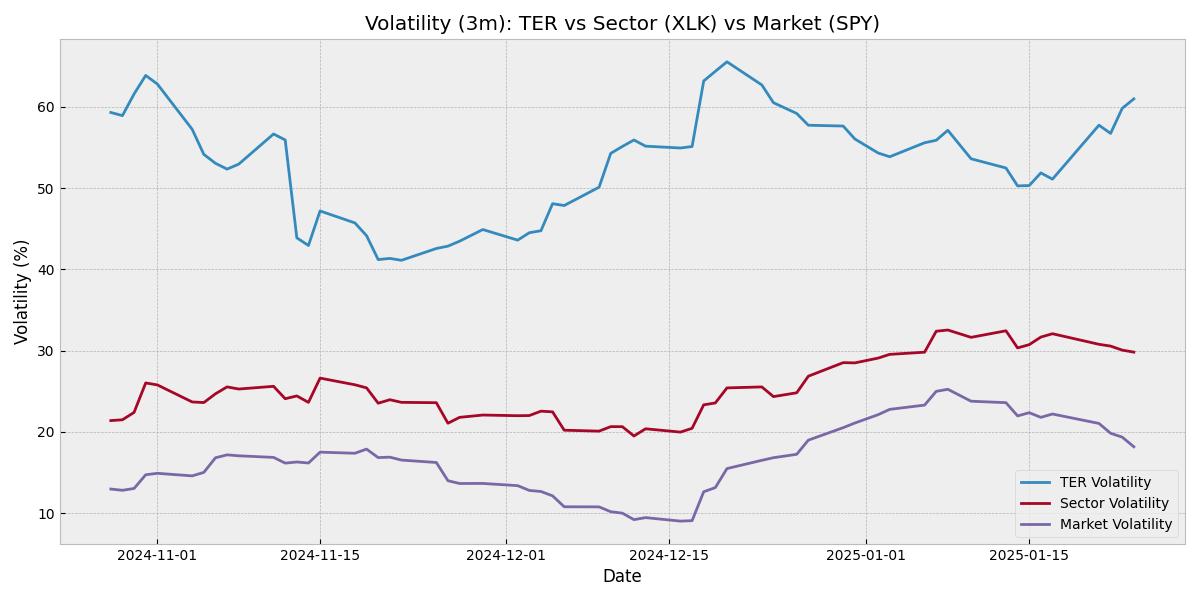 Volatility (3m): TER vs Sector (XLK) vs Market (SPY)
Volatility (%)
60
50
40
30
20
10
TER Volatility
Sector Volatility
Market Volatility
2024-11-01
2024-11-15
2024-12-01
2024-12-15
2025-01-01
2025-01-15
Date